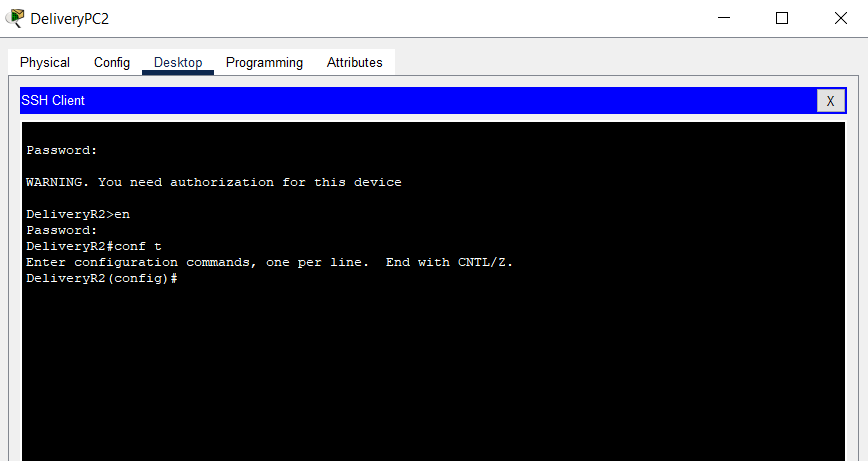 DeliveryPC2
Physical Config Desktop Programming Attributes
SSH Client X
Password:
WARNING. You need authorization for this device
DeliveryR2>en
Password:
DeliveryR2#conf t
Enter configuration commands, one per line.  End with CNTL/Z.
DeliveryR2(config)#